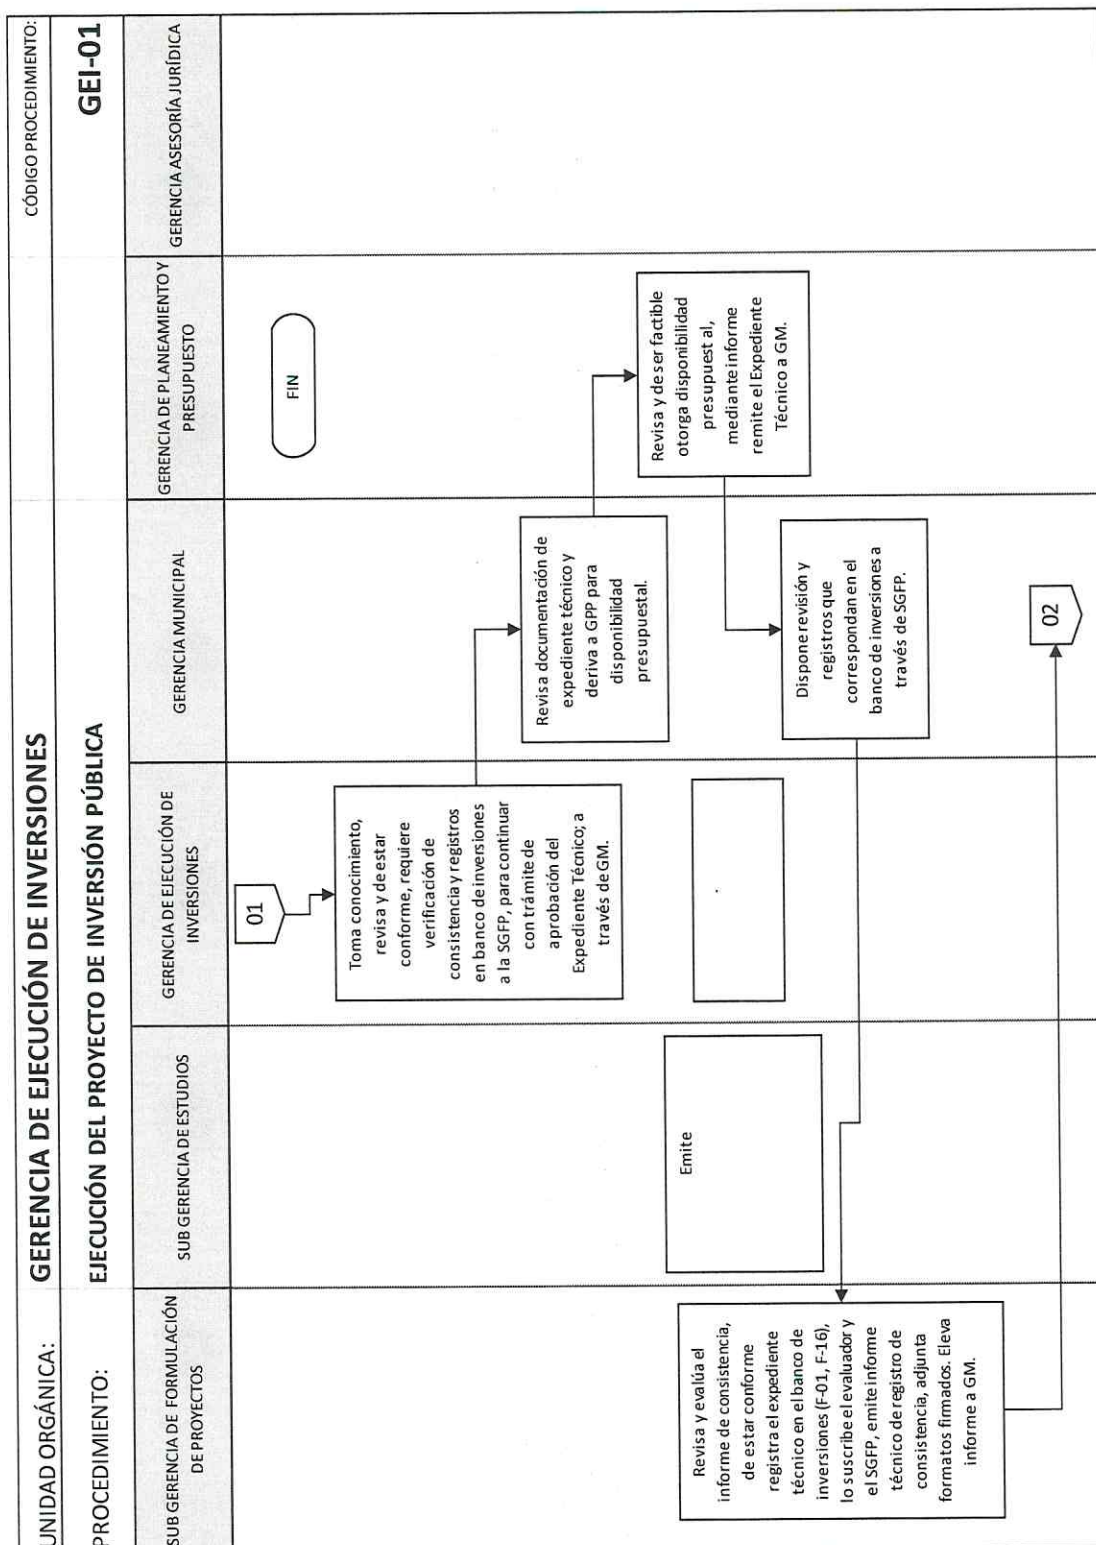 UNIDAD ORGÁNICA:
GERENCIA DE EJECUCIÓN DE INVERSIONES
CÓDIGO PROCEDIMIENTO:
PROCEDIMIENTO:
EJECUCIÓN DEL PROYECTO DE INVERSIÓN PÚBLICA
GEI-01
SUB GERENCIA DE FORMULACIÓN
DE PROYECTOS
SUB GERENCIA DE ESTUDIOS
GERENCIA DE EJECUCIÓN DE
INVERSIONES
GERENCIA MUNICIPAL
GERENCIA DE PLANEAMIENTO Y
PRESUPUESTO
GERENCIA ASESORÍA JURÍDICA
01
FIN
Toma conocimiento,
revisa y de estar
conforme, requiere
verificación de
consistencia y registros
en banco de inversiones
a la SGFP, para continuar
con trámite de
aprobación del
Expediente Técnico; a
través de GM.
Revisa documentación de
expediente técnico y
deriva a GPP para
disponibilidad
presupuestal.
Revisa y de ser factible
otorga disponibilidad
presupuest al,
mediante informe
remite el Expediente
Técnico a GM.
Dispone revisión y
registros que
correspondan en el
banco de inversiones a
través de SGFP.
Emite
Revisa y evalúa el
informe de consistencia,
de estar conforme
registra el expediente
técnico en el banco de
inversiones (F-01, F-16),
lo suscribe el evaluador y
el SGFP, emite informe
técnico de registro de
consistencia, adjunta
formatos firmados. Eleva
informe a GM.
02